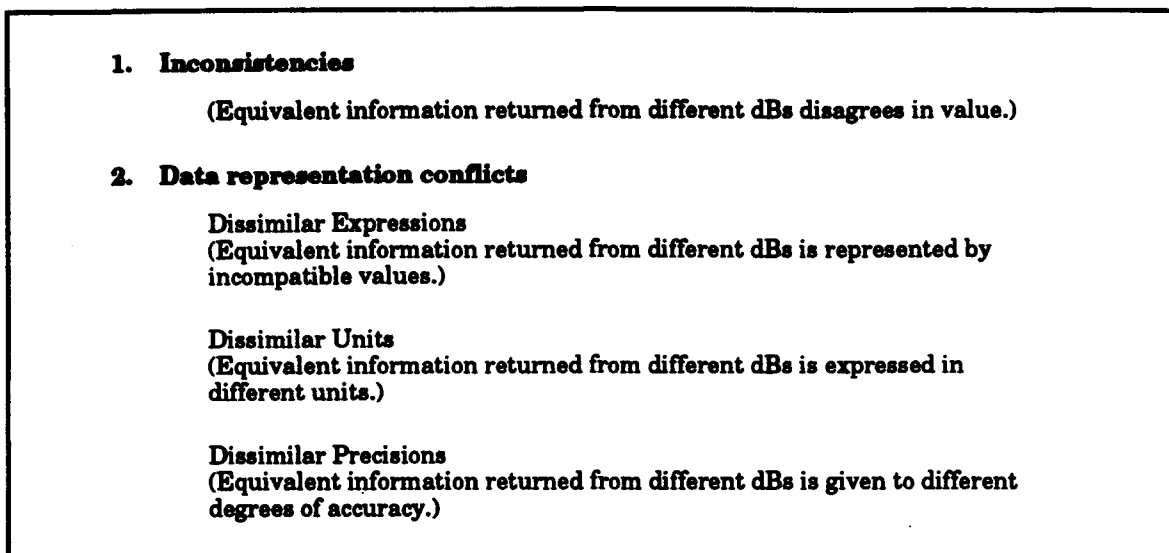 1. Inconsistencies
(Equivalent information returned from different dBs disagrees in value.)
2. Data representation conflicts
Dissimilar Expressions
(Equivalent information returned from different dBs is represented by
incompatible values.)
Dissimilar Units
(Equivalent information returned from different dBs is expressed in
different units.)
Dissimilar Precisions
(Equivalent information returned from different dBs is given to different
degrees of accuracy.)